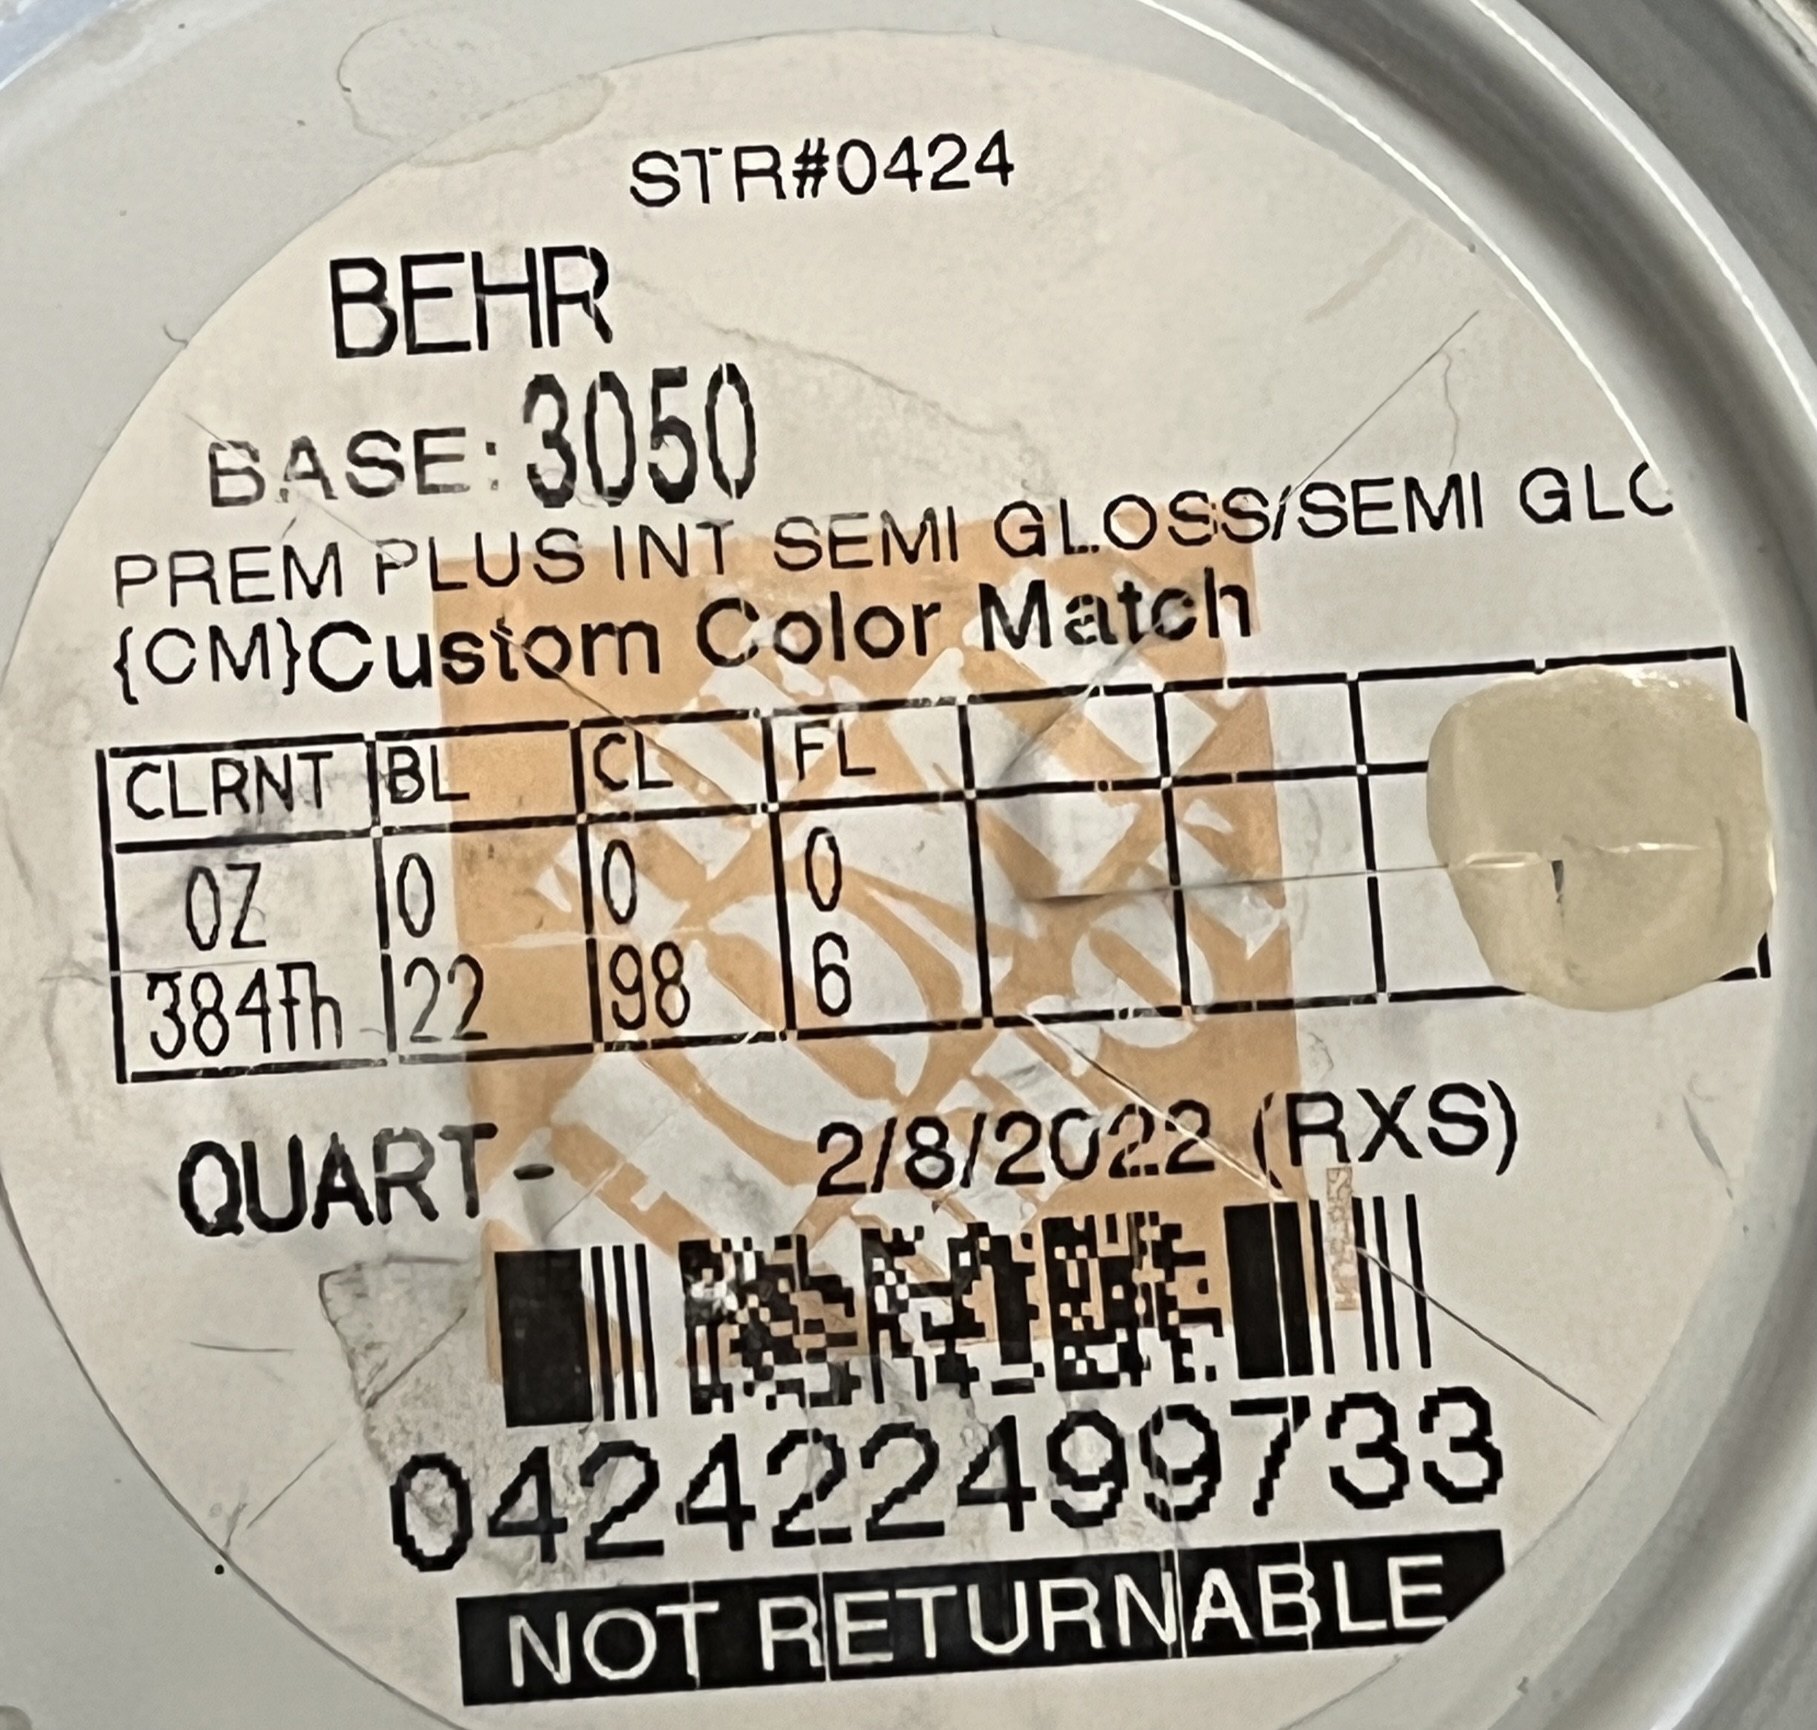 STR#0424
BEHR
BASE: 3050
PREM PLUS INT SEMI GLOSS/SEMI GLO
{CM}Custom Color Match
CLRNT BL CL FL
OZ 0 0 0
384Th 22 98 6
QUART- 2/8/2022 (RXS)
042422499733
NOT RETURNABLE